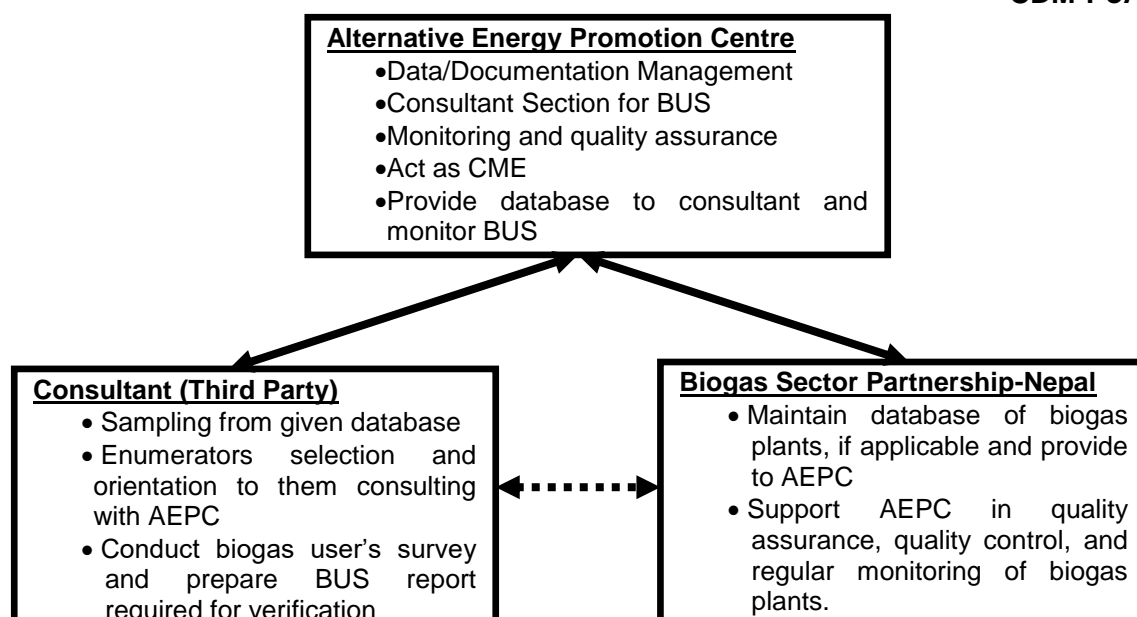 Alternative Energy Promotion Centre
•Data/Documentation Management
•Consultant Section for BUS
•Monitoring and quality assurance
•Act as CME
•Provide database to consultant and
monitor BUS
Consultant (Third Party)
• Sampling from given database
• Enumerators selection and
orientation to them consulting
with AEPC
• Conduct biogas user's survey
and prepare BUS report
required for verification
Biogas Sector Partnership-Nepal
• Maintain database of biogas
plants, if applicable and provide
to AEPC
• Support AEPC in quality
assurance, quality control, and
regular monitoring of biogas
plants.